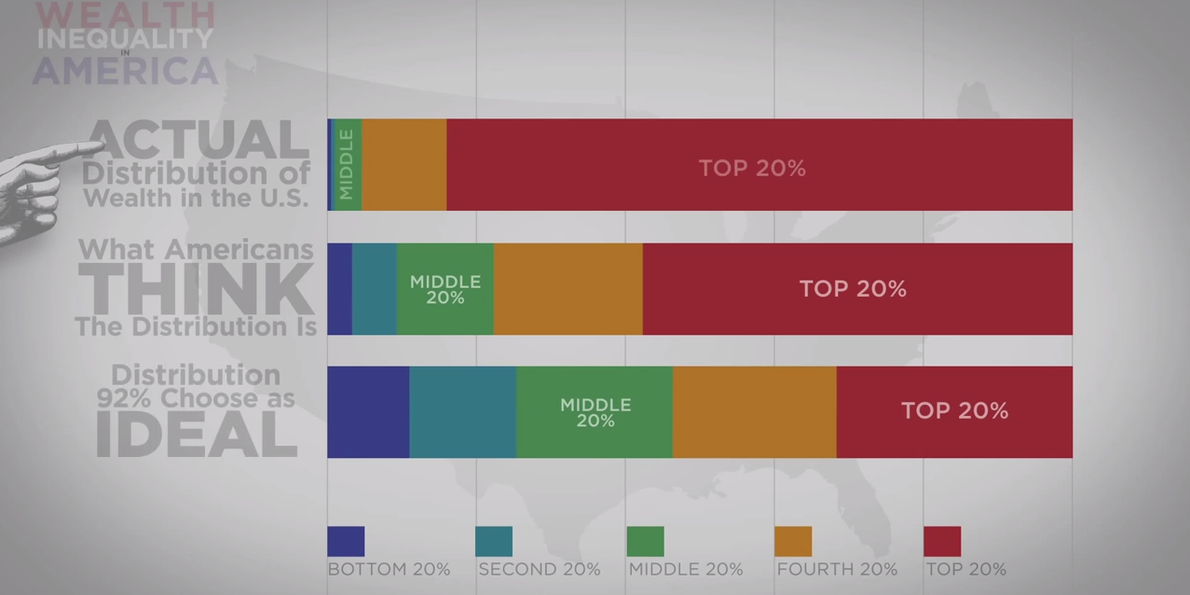 WEALTH
INEQUALITY
IN
AMERICA
ACTUAL
Distribution of
Wealth in the U.S.
MIDDLE
TOP 20%
What Americans
THINK
The Distribution Is
MIDDLE
20%
TOP 20%
Distribution
92% Choose as
IDEAL
MIDDLE
20%
TOP 20%
BOTTOM 20%
SECOND 20%
MIDDLE 20%
FOURTH 20%
TOP 20%